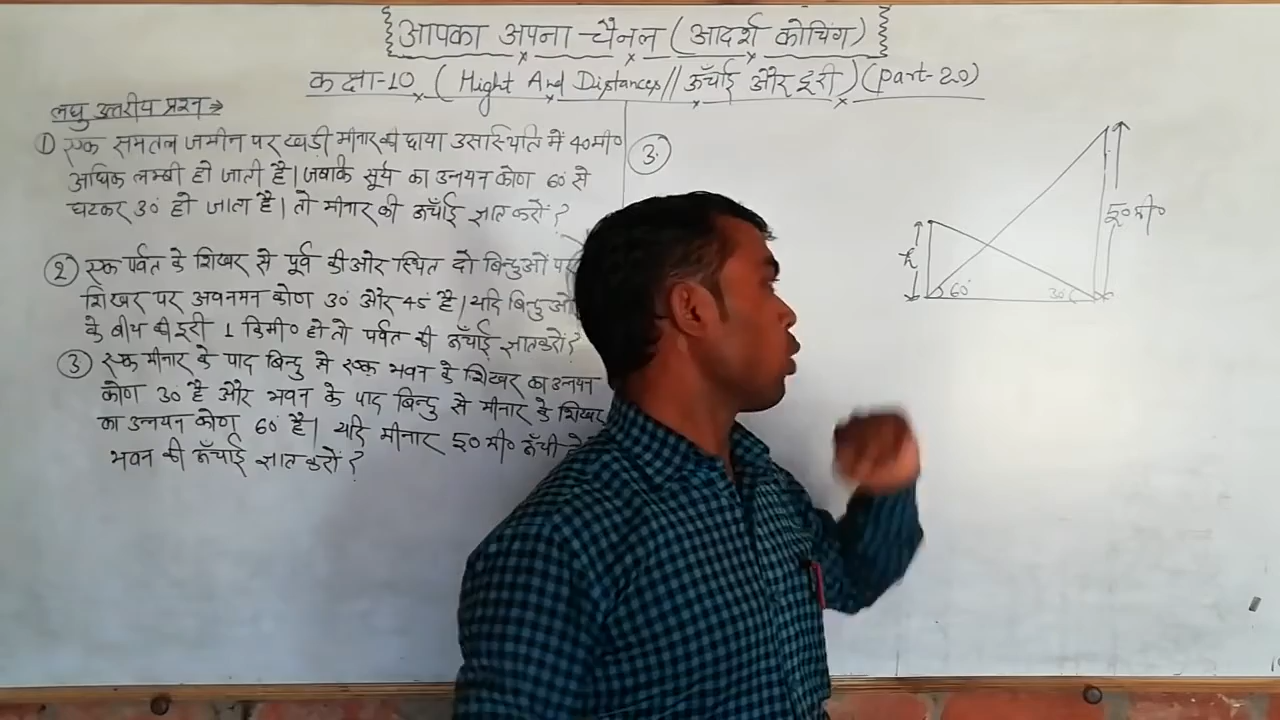 आपका अपना चैनल (आदर्श कोचिंग)
कक्षा-10 ( Hight And Distances // ऊँचाई और दूरी ) (part-20)
लघु उत्तरीय प्रश्न →
① एक समतल जमीन पर खड़ी मीनार की छाया उसस्थिति में 40मी०
अधिक लम्बी हो जाती है। जबकि सूर्य का उन्नयन कोण 60° से
घटकर 30° हो जाता है। तो मीनार की ऊँचाई ज्ञात करों ?
② एक पर्वत के शिखर से पूर्व की ओर स्थित दो बिन्दुओं पर
शिखर पर अवनमन कोण 30° और 45° है। यदि बिन्दुओ
के बीच की दूरी 1 किमी० हो तो पर्वत की ऊँचाई ज्ञातकरों ?
③ एक मीनार के पाद बिन्दु से एक भवन के शिखर का उन्नयन
कोण 30° है और भवन के पाद बिन्दु से मीनार के शिखर
का उन्नयन कोण 60° है। यदि मीनार 50 मी० ऊँची
भवन की ऊँचाई ज्ञात करों ?
③.
h
60°
30°
50 मी०